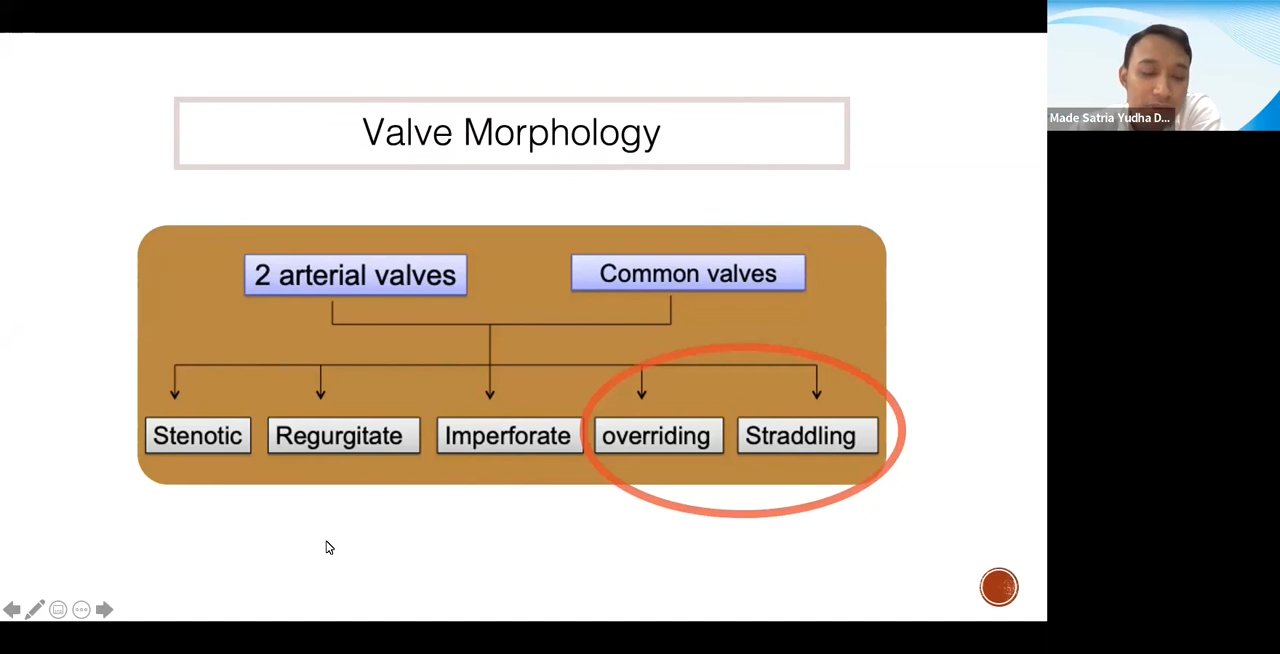 Valve Morphology
2 arterial valves
Common valves
Stenotic
Regurgitate
Imperforate
overriding
Straddling
Made Satria Yudha D...